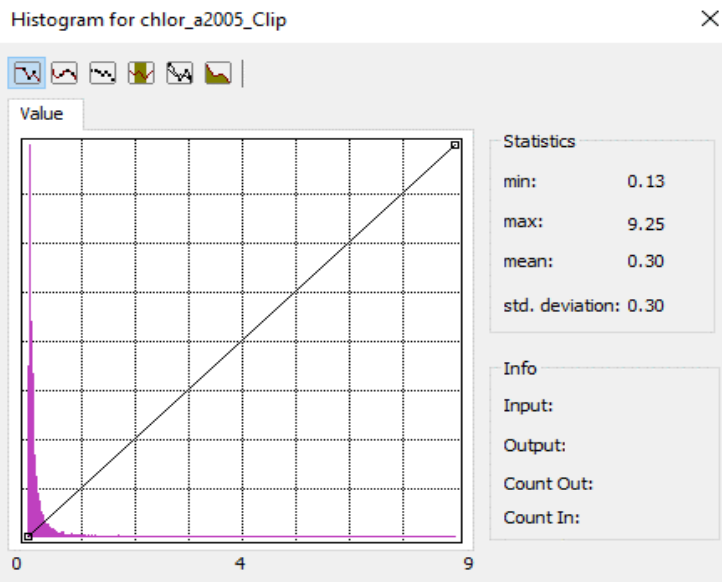 Histogram for chlor_a2005_Clip
Value
0 4 9
Statistics
min: 0.13
max: 9.25
mean: 0.30
std. deviation: 0.30
Info
Input:
Output:
Count Out:
Count In: